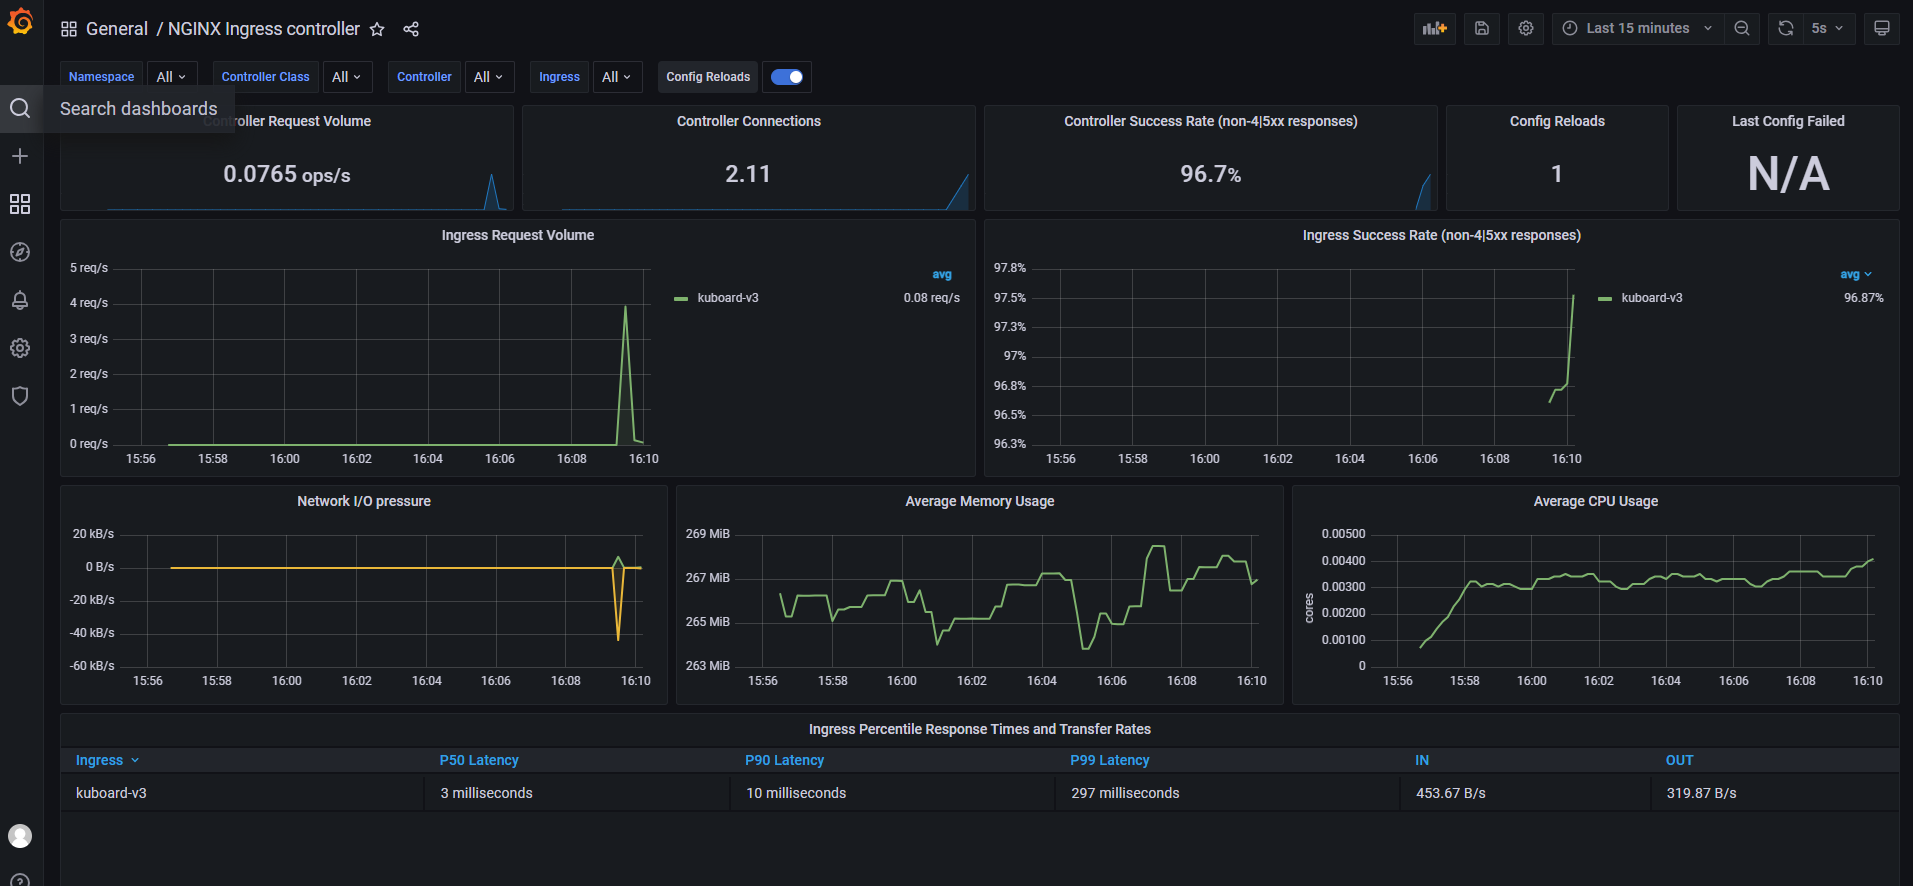 General / NGINX Ingress controller
Last 15 minutes
5s
Namespace All Controller Class All Controller All Ingress All Config Reloads
Search dashboards
Controller Request Volume
0.0765 ops/s
Controller Connections
2.11
Controller Success Rate (non-4|5xx responses)
96.7%
Config Reloads
1
Last Config Failed
N/A
Ingress Request Volume
5 req/s
4 req/s
3 req/s
2 req/s
1 req/s
0 req/s
15:56 15:58 16:00 16:02 16:04 16:06 16:08 16:10
avg
kuboard-v3 0.08 req/s
Ingress Success Rate (non-4|5xx responses)
97.8%
97.5%
97.3%
97%
96.8%
96.5%
96.3%
15:56 15:58 16:00 16:02 16:04 16:06 16:08 16:10
avg
kuboard-v3 96.87%
Network I/O pressure
20 kB/s
0 B/s
-20 kB/s
-40 kB/s
-60 kB/s
15:56 15:58 16:00 16:02 16:04 16:06 16:08 16:10
Average Memory Usage
269 MiB
267 MiB
265 MiB
263 MiB
15:56 15:58 16:00 16:02 16:04 16:06 16:08 16:10
Average CPU Usage
cores
0.00500
0.00400
0.00300
0.00200
0.00100
0
15:56 15:58 16:00 16:02 16:04 16:06 16:08 16:10
Ingress Percentile Response Times and Transfer Rates
Ingress P50 Latency P90 Latency P99 Latency IN OUT
kuboard-v3 3 milliseconds 10 milliseconds 297 milliseconds 453.67 B/s 319.87 B/s